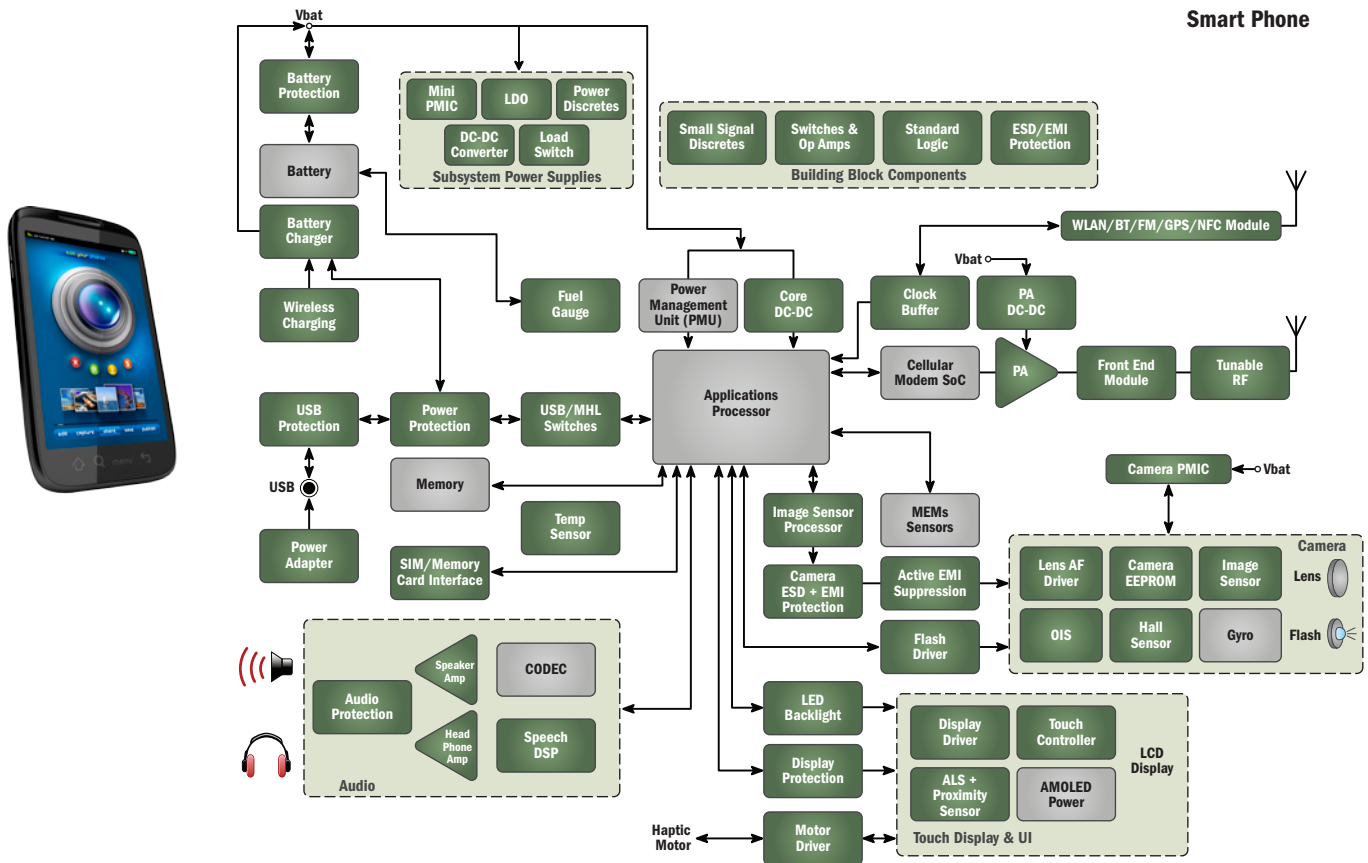 Smart Phone
Vbat
Battery
Protection
Battery
Battery
Charger
Wireless
Charging
Mini
PMIC
LDO
Power
Discretes
DC-DC
Converter
Load
Switch
Subsystem Power Supplies
Small Signal
Discretes
Switches &
Op Amps
Standard
Logic
ESD/EMI
Protection
Building Block Components
WLAN/BT/FM/GPS/NFC Module
Vbat
Fuel
Gauge
Power
Management
Unit (PMU)
Core
DC-DC
Clock
Buffer
PA
DC-DC
Applications
Processor
Cellular
Modem SoC
PA
Front End
Module
Tunable
RF
USB
Protection
Power
Protection
USB/MHL
Switches
USB
Power
Adapter
Memory
Temp
Sensor
SIM/Memory
Card Interface
Image Sensor
Processor
MEMs
Sensors
Camera PMIC
Vbat
Camera
ESD + EMI
Protection
Active EMI
Suppression
Flash
Driver
Camera
Lens AF
Driver
Camera
EEPROM
Image
Sensor
Lens
OIS
Hall
Sensor
Gyro
Flash
Audio
Protection
Speaker
Amp
CODEC
Head
Phone
Amp
Speech
DSP
Audio
LED
Backlight
Display
Protection
Haptic
Motor
Motor
Driver
Display
Driver
Touch
Controller
LCD
Display
ALS +
Proximity
Sensor
AMOLED
Power
Touch Display & UI
menu